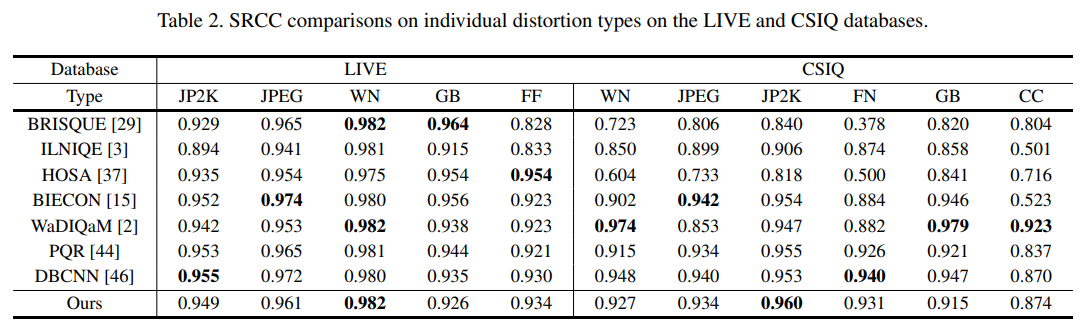 Table 2. SRCC comparisons on individual distortion types on the LIVE and CSIQ databases.
Database LIVE CSIQ
Type JP2K JPEG WN GB FF WN JPEG JP2K FN GB CC
BRISQUE [29] 0.929 0.965 0.982 0.964 0.828 0.723 0.806 0.840 0.378 0.820 0.804
ILNIQE [3] 0.894 0.941 0.981 0.915 0.833 0.850 0.899 0.906 0.874 0.858 0.501
HOSA [37] 0.935 0.954 0.975 0.954 0.954 0.604 0.733 0.818 0.500 0.841 0.716
BIECON [15] 0.952 0.974 0.980 0.956 0.923 0.902 0.942 0.954 0.884 0.946 0.523
WaDIQaM [2] 0.942 0.953 0.982 0.938 0.923 0.974 0.853 0.947 0.882 0.979 0.923
PQR [44] 0.953 0.965 0.981 0.944 0.921 0.915 0.934 0.955 0.926 0.921 0.837
DBCNN [46] 0.955 0.972 0.980 0.935 0.930 0.948 0.940 0.953 0.940 0.947 0.870
Ours 0.949 0.961 0.982 0.926 0.934 0.927 0.934 0.960 0.931 0.915 0.874